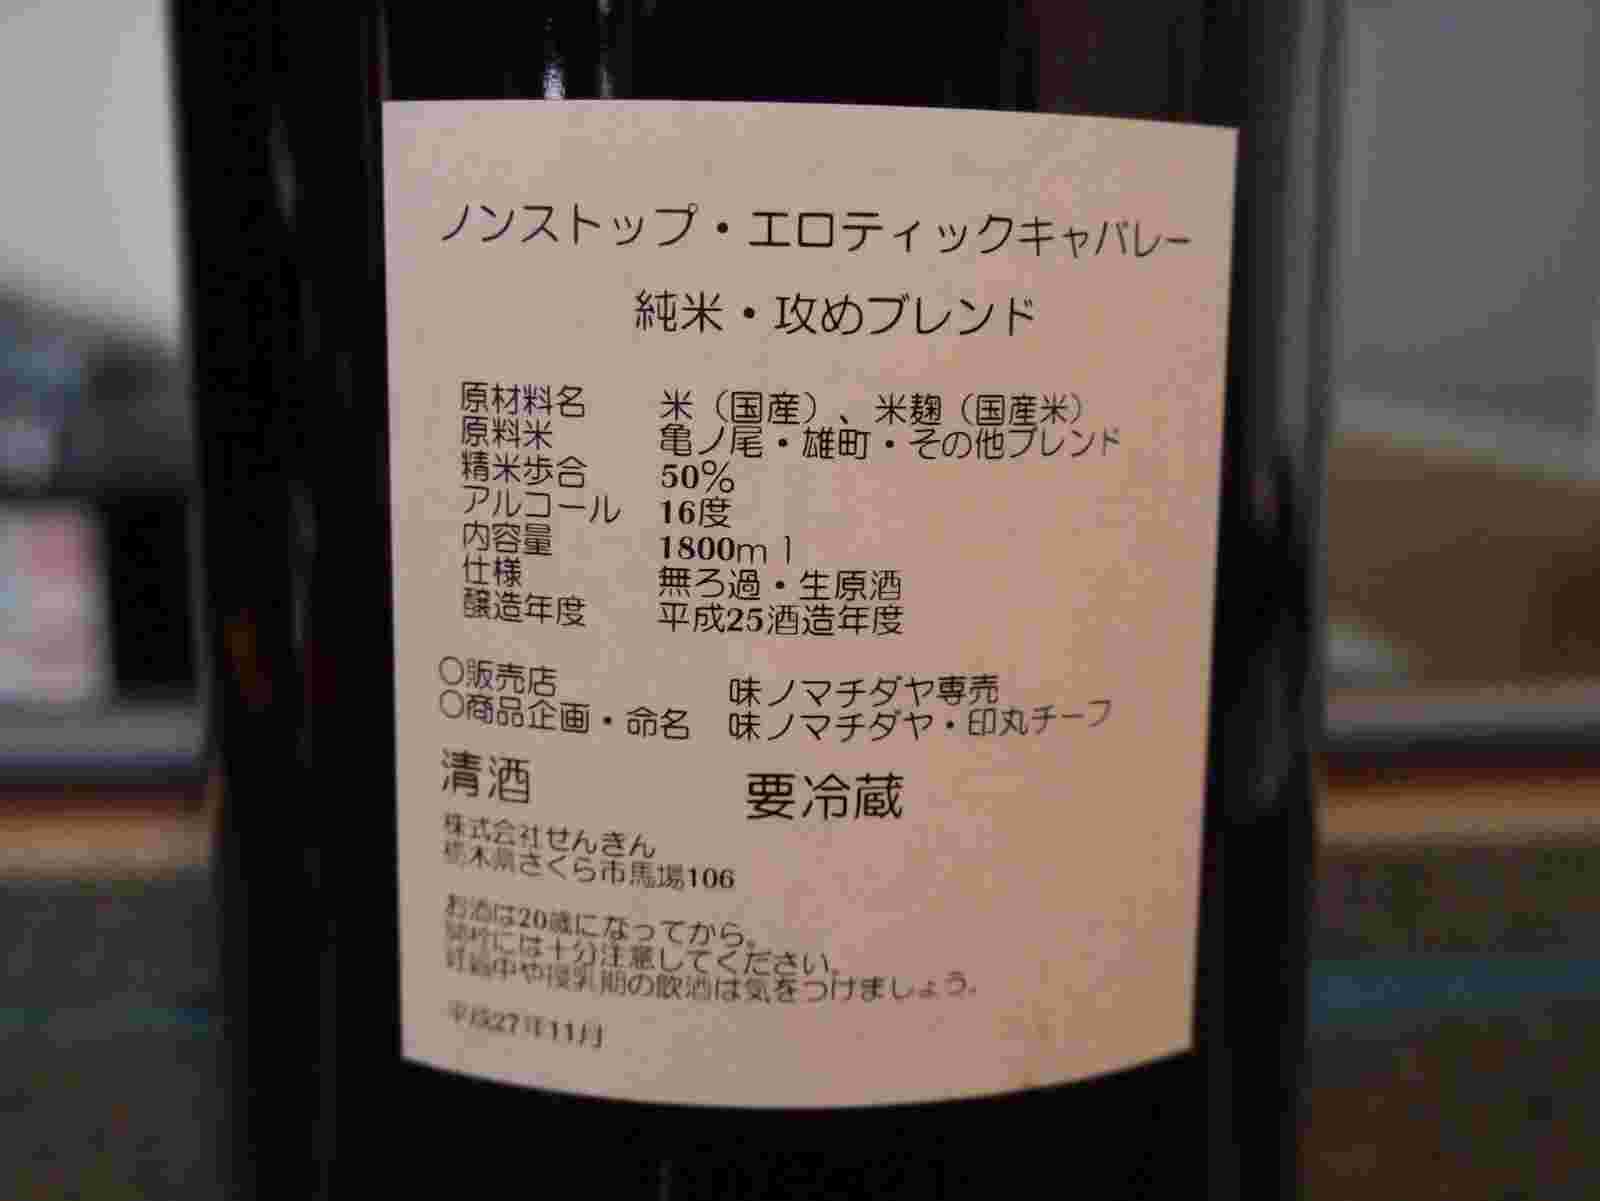 ノンストップ・エロティックキャバレー
純米・攻めブレンド
原材料名 米（国産）、米麹（国産米）
原料米 亀ノ尾・雄町・その他ブレンド
精米歩合 50%
アルコール 16度
内容量 1800ml
仕様 無ろ過・生原酒
醸造年度 平成25酒造年度
○販売店 味ノマチダヤ専売
○商品企画・命名 味ノマチダヤ・印丸チーフ
清酒 要冷蔵
株式会社せんきん
栃木県さくら市馬場106
お酒は20歳になってから。
開栓には十分注意してください。
妊娠中や授乳期の飲酒は気をつけましょう。
平成27年11月